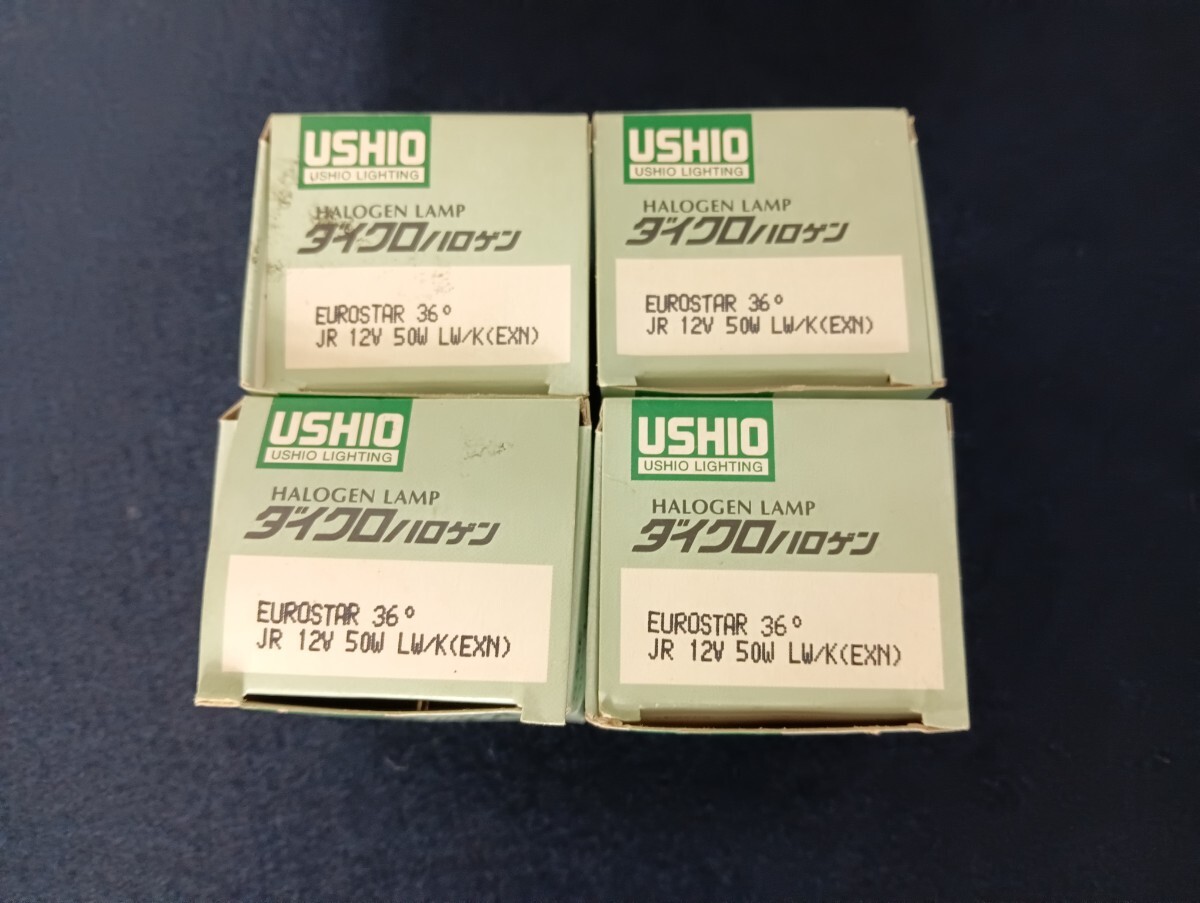 USHIO
USHIO LIGHTING
HALOGEN LAMP
ダイクロハロゲン
EUROSTAR 36°
JR 12V 50W LW/K(EXN)
USHIO
USHIO LIGHTING
HALOGEN LAMP
ダイクロハロゲン
EUROSTAR 36°
JR 12V 50W LW/K(EXN)
USHIO
USHIO LIGHTING
HALOGEN LAMP
ダイクロハロゲン
EUROSTAR 36°
JR 12V 50W LW/K(EXN)
USHIO
USHIO LIGHTING
HALOGEN LAMP
ダイクロハロゲン
EUROSTAR 36°
JR 12V 50W LW/K(EXN)